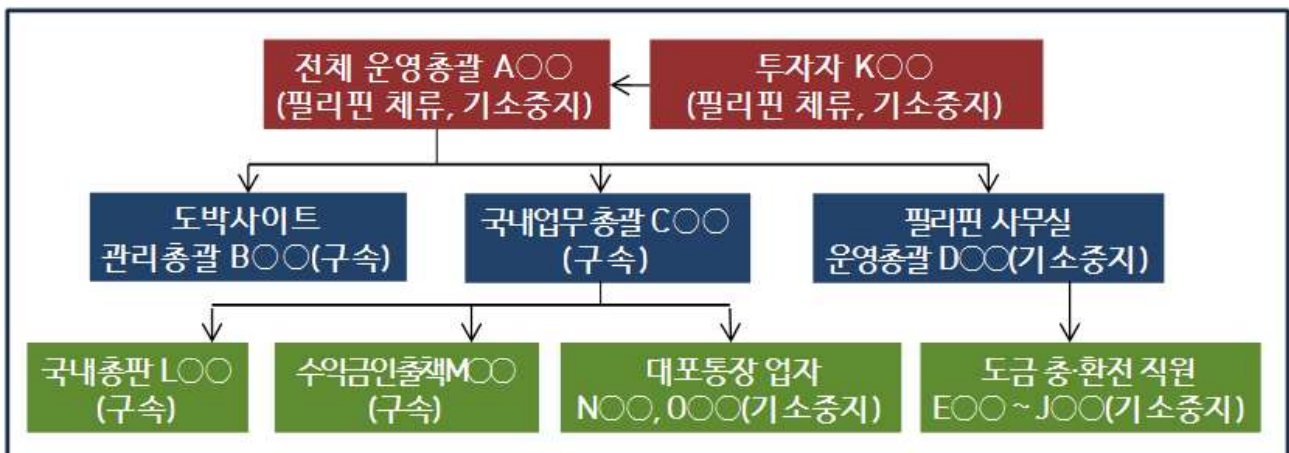 전체 운영총괄 A○○
(필리핀 체류, 기소중지)
투자자 K○○
(필리핀 체류, 기소중지)
도박사이트
관리총괄 B○○(구속)
국내업무 총괄 C○○
(구속)
필리핀 사무실
운영총괄 D○○(기소중지)
국내총판 L○○
(구속)
수익금인출책M○○
(구속)
대포통장 업자
N○○, O○○(기소중지)
도금 충·환전 직원
E○○ ~ J○○(기소중지)